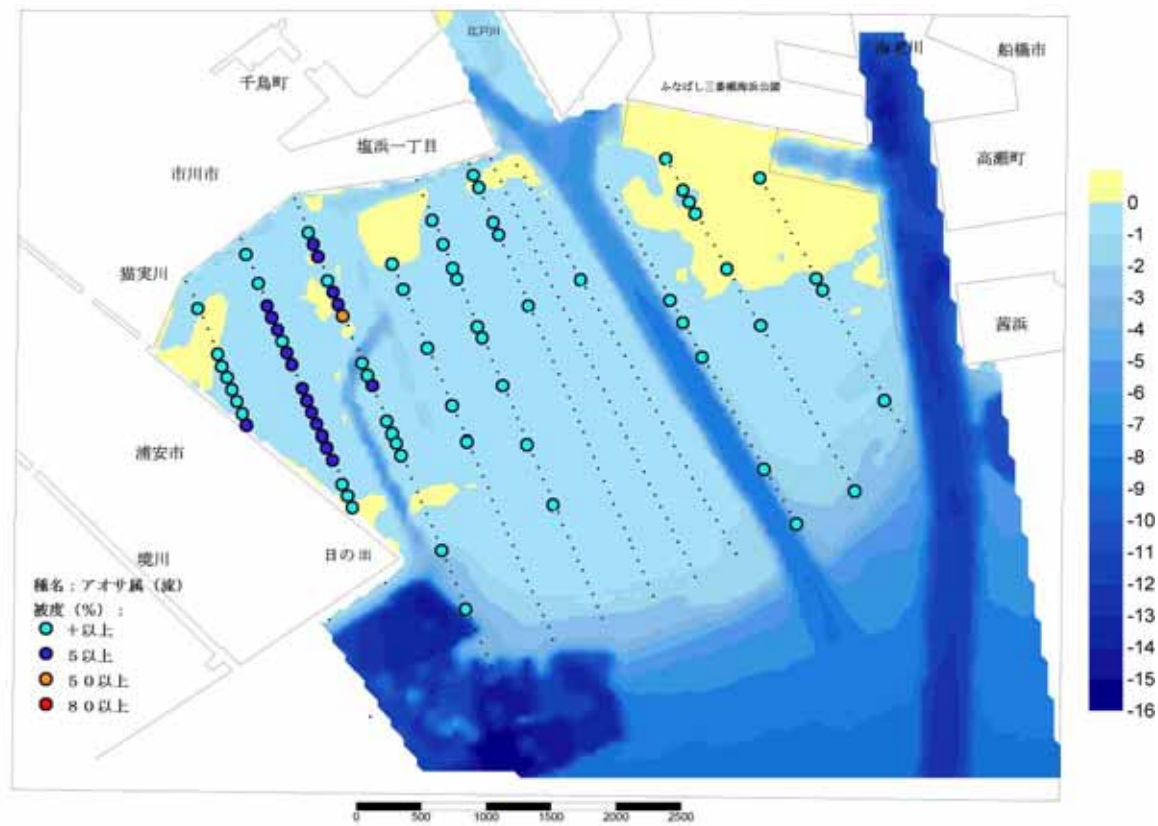 江戸川
船橋市
千鳥町
ふなばし三番瀬海浜公園
塩浜一丁目
高瀬町
市川市
猫実川
茜浜
浦安市
境川
日の出
種名：アオサ属（流）
被度（%）：
＋以上
５以上
５０以上
８０以上
0
-1
-2
-3
-4
-5
-6
-7
-8
-9
-10
-11
-12
-13
-14
-15
-16
0 500 1000 1500 2000 2500